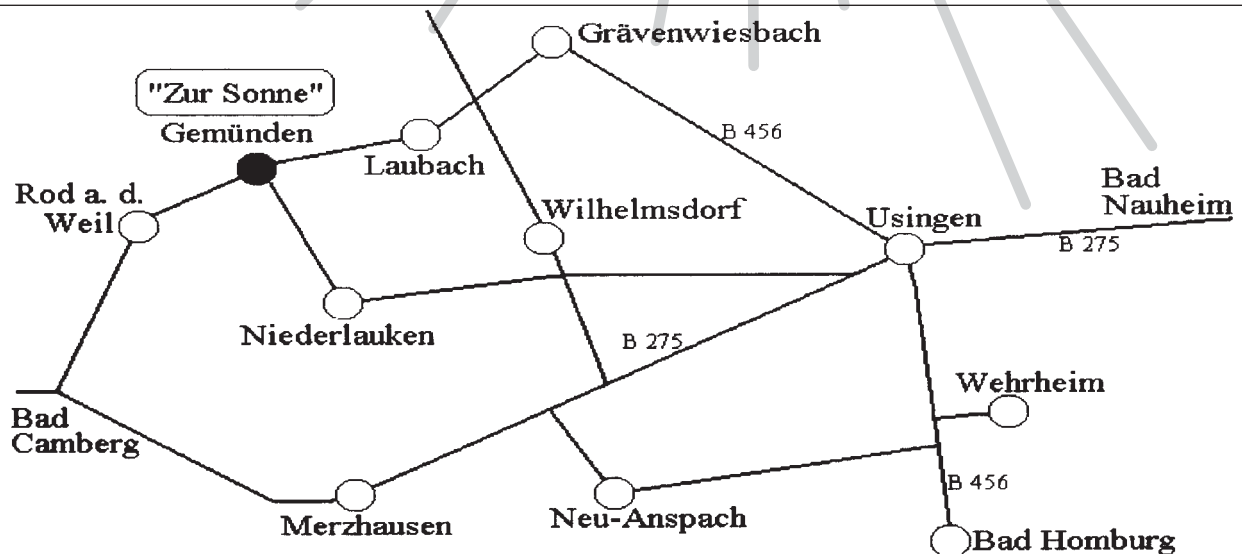 Grävenwiesbach
"Zur Sonne"
Gemünden
B 456
Laubach
Rod a. d.
Weil
Wilhelmsdorf
Usingen
Bad
Nauheim
B 275
Niederlauken
B 275
Wehrheim
Bad
Camberg
B 456
Merzhausen
Neu-Anspach
Bad Homburg